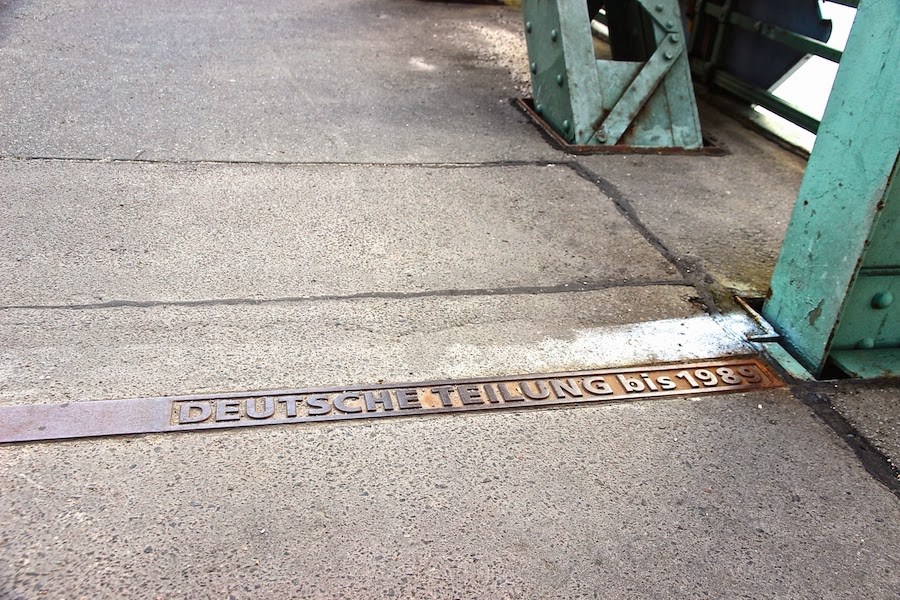 DEUTSCHE TEILUNG bis 1989